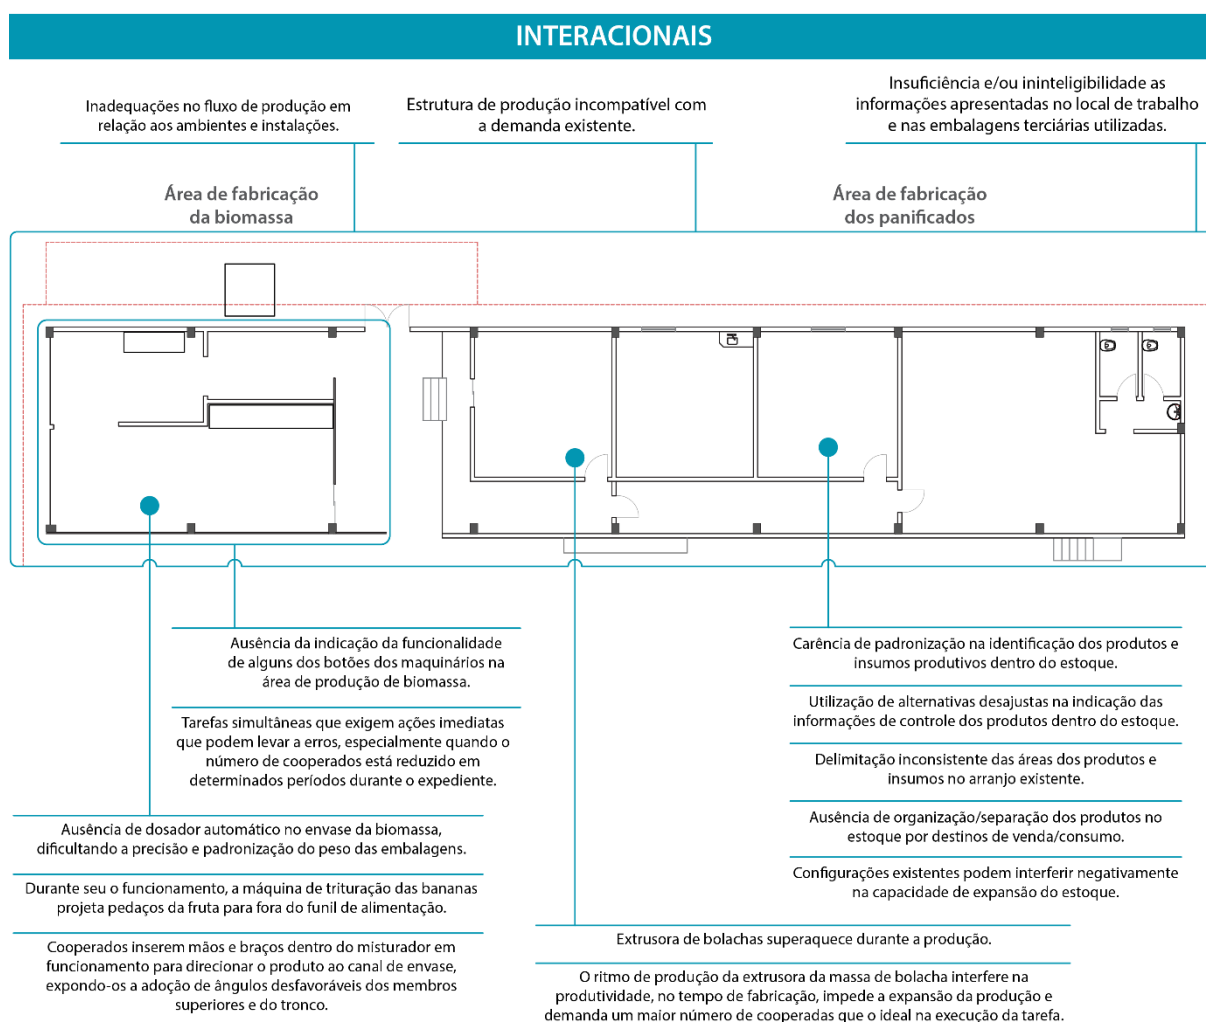 INTERACIONAIS
Inadequações no fluxo de produção em
relação aos ambientes e instalações.
Estrutura de produção incompatível com
a demanda existente.
Insuficiência e/ou ininteligibilidade as
informações apresentadas no local de trabalho
e nas embalagens terciárias utilizadas.
Área de fabricação
da biomassa
Área de fabricação
dos panificados
Ausência da indicação da funcionalidade
de alguns dos botões dos maquinários na
área de produção de biomassa.
Tarefas simultâneas que exigem ações imediatas
que podem levar a erros, especialmente quando o
número de cooperados está reduzido em
determinados períodos durante o expediente.
Ausência de dosador automático no envase da biomassa,
dificultando a precisão e padronização do peso das embalagens.
Durante seu o funcionamento, a máquina de trituração das bananas
projeta pedaços da fruta para fora do funil de alimentação.
Cooperados inserem mãos e braços dentro do misturador em
funcionamento para direcionar o produto ao canal de envase,
expondo-os a adoção de ângulos desfavoráveis dos membros
superiores e do tronco.
Carência de padronização na identificação dos produtos e
insumos produtivos dentro do estoque.
Utilização de alternativas desajustas na indicação das
informações de controle dos produtos dentro do estoque.
Delimitação inconsistente das áreas dos produtos e
insumos no arranjo existente.
Ausência de organização/separação dos produtos no
estoque por destinos de venda/consumo.
Configurações existentes podem interferir negativamente
na capacidade de expansão do estoque.
Extrusora de bolachas superaquece durante a produção.
O ritmo de produção da extrusora da massa de bolacha interfere na
produtividade, no tempo de fabricação, impede a expansão da produção e
demanda um maior número de cooperadas que o ideal na execução da tarefa.